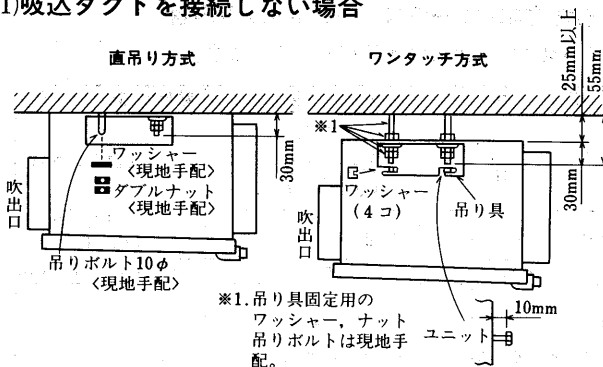 1)吸込ダクトを接続しない場合
直吊り方式
ワッシャー
〈現地手配〉
ダブルナット
〈現地手配〉
吹出口
吊りボルト10φ
〈現地手配〉
30mm
ワンタッチ方式
25mm以上
55mm
※1
ワッシャー
(4コ)
吊り具
30mm
吹出口
※1.吊り具固定用の
ワッシャー,ナット
吊りボルトは現地手
配。
ユニット
10mm